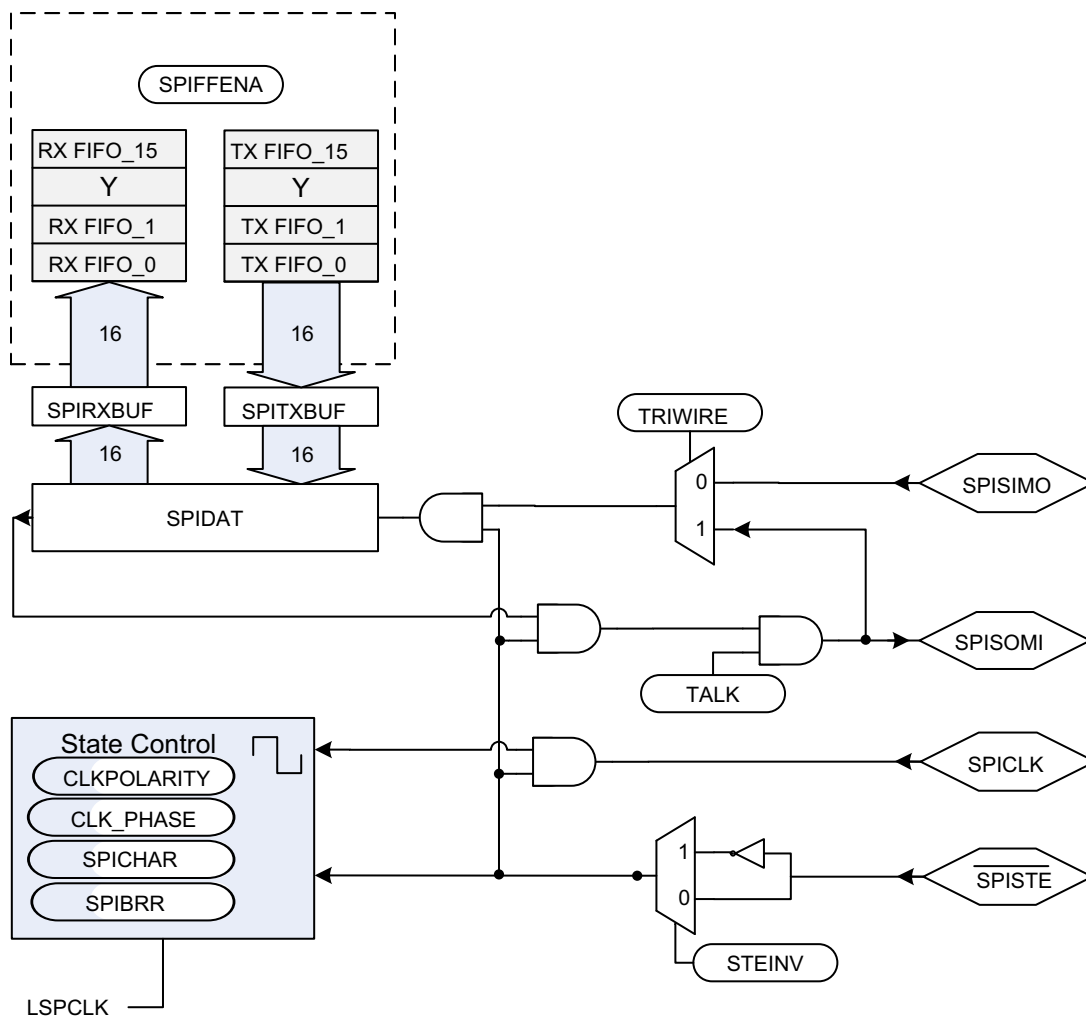 SPIFFENA
RX FIFO_15
TX FIFO_15
Y
Y
RX FIFO_1
TX FIFO_1
RX FIFO_0
TX FIFO_0
16
16
SPIRXBUF
SPITXBUF
TRIWIRE
16
16
0
SPISIMO
SPIDAT
1
SPISOMI
TALK
State Control
CLKPOLARITY
SPICLK
CLK_PHASE
SPICHAR
1
SPISTE
SPIBRR
0
STEINV
LSPCLK